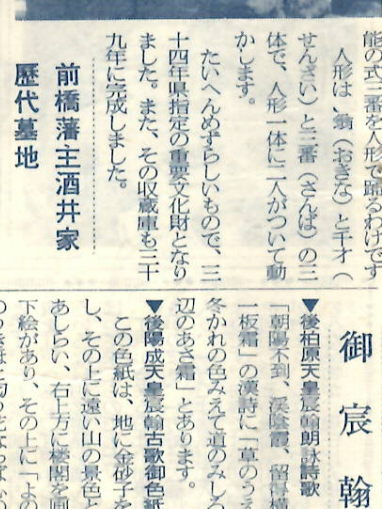 能の式三番を人形で踊るわけです
人形は、翁(おきな)と千才(
せんさい)と三番(さんば)の三
体で、人形一体に二人がついて動
かします。
たいへんめずらしいもので、三
十四年県指定の重要文化財となり
ました。また、その収蔵庫も三十
九年に完成しました。
前橋藩主酒井家
歴代墓地
御宸翰
▼後柏原天皇宸翰朗詠詩歌
「朝陽不到、渓陰霞、留得横
一板霜」の漢詩に「草のうえ
冬かれの色みえて道のみしろ
辺のあさ霜」とあります。
▼後陽成天皇宸翰古歌御色紙
この色紙は、地に金砂子を
し、その上に遠い山の景色と
あしらい、右上方に楼閣を画
下絵があり、その上に「よの